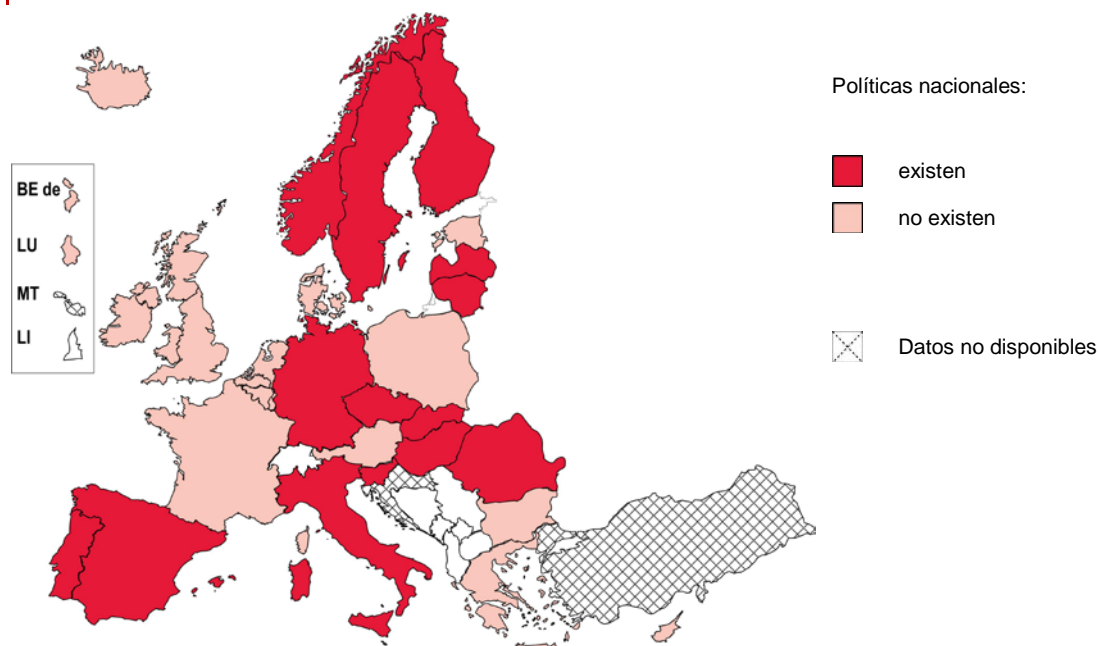 Políticas nacionales:
existen
no existen
Datos no disponibles
BE de
LU
MT
LI